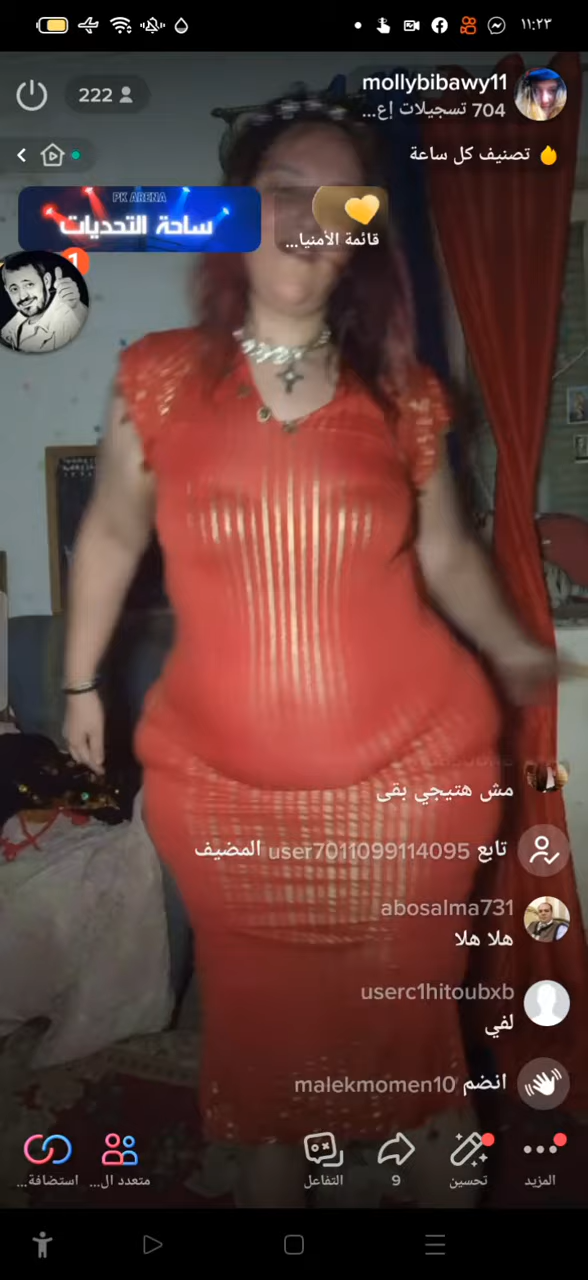 ١١:٢٣
mollybibawy11
704 تسجيلات إع...
222
تصنيف كل ساعة
PK ARENA
ساحة التحديات
قائمة الأمنيا...
1
مش هتيجي بقى
تابع user7011099114095 المضيف
abosalma731
هلا هلا
userc1hitoubxb
لفي
انضم malekmomen10
المزيد
تحسين
9
التفاعل
متعدد ال...
استضافة...